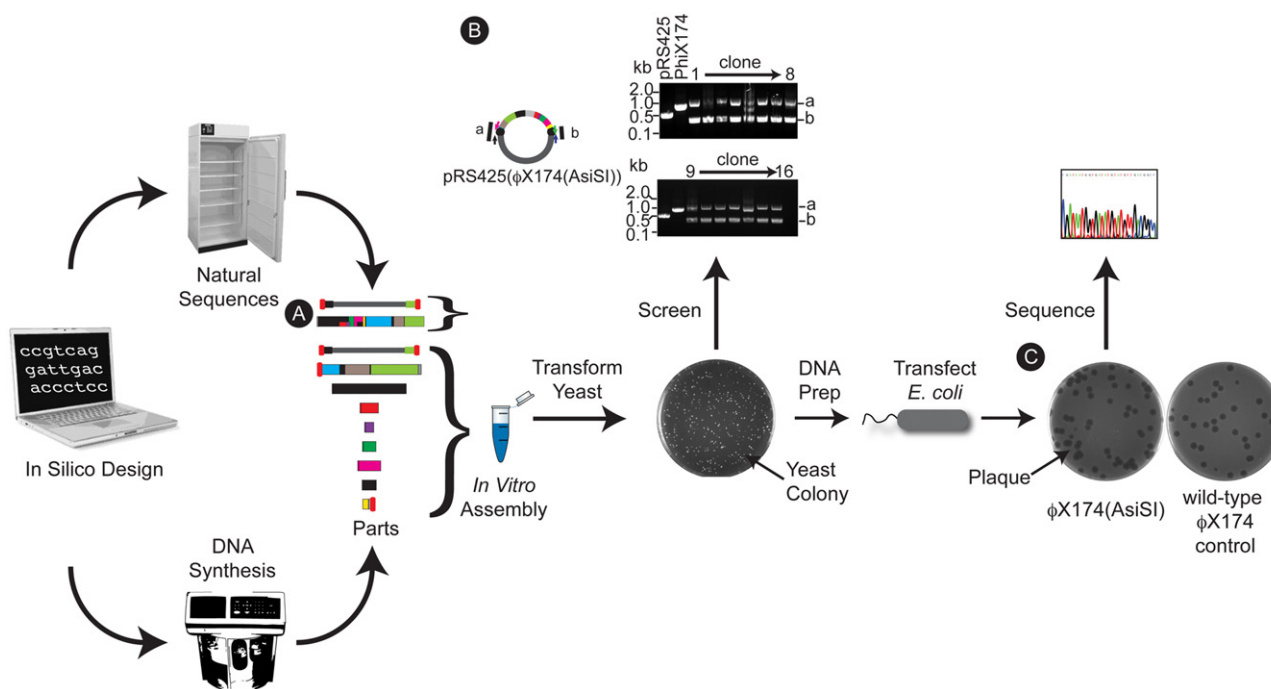 B
kb
pRS425
PhiX174
1 clone 8
2.0
1.0
0.5
0.1
a
b
a
b
pRS425(ϕX174(AsiSI))
kb
9 clone 16
2.0
1.0
0.5
0.1
a
b
Natural
Sequences
A
ccgtcag
gattgac
accctcc
In Silico Design
DNA
Synthesis
Parts
In Vitro
Assembly
Transform
Yeast
Screen
Yeast
Colony
DNA
Prep
Transfect
E. coli
Sequence
C
Plaque
ϕX174(AsiSI)
wild-type
ϕX174
control